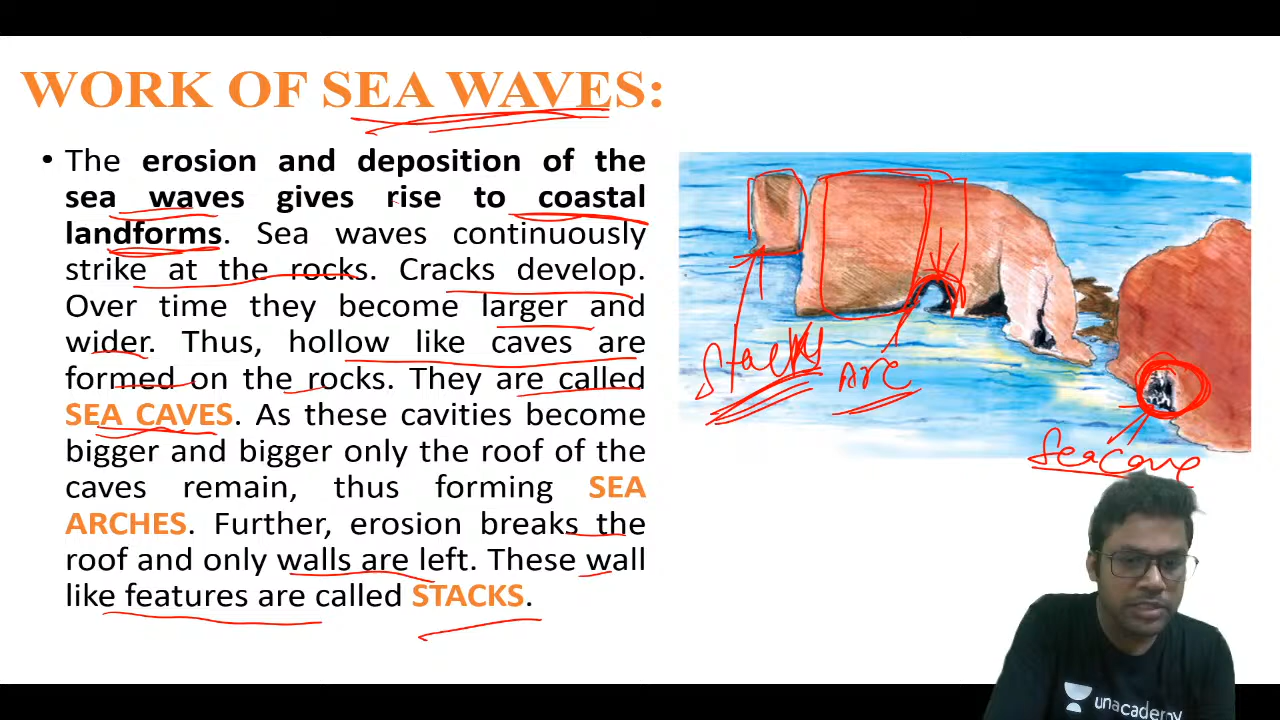 WORK OF SEA WAVES:
• The erosion and deposition of the
sea waves gives rise to coastal
landforms. Sea waves continuously
strike at the rocks. Cracks develop.
Over time they become larger and
wider. Thus, hollow like caves are
formed on the rocks. They are called
SEA CAVES. As these cavities become
bigger and bigger only the roof of the
caves remain, thus forming SEA
ARCHES. Further, erosion breaks the
roof and only walls are left. These wall
like features are called STACKS.
Stacks
Arc
Sea cave
unacademy